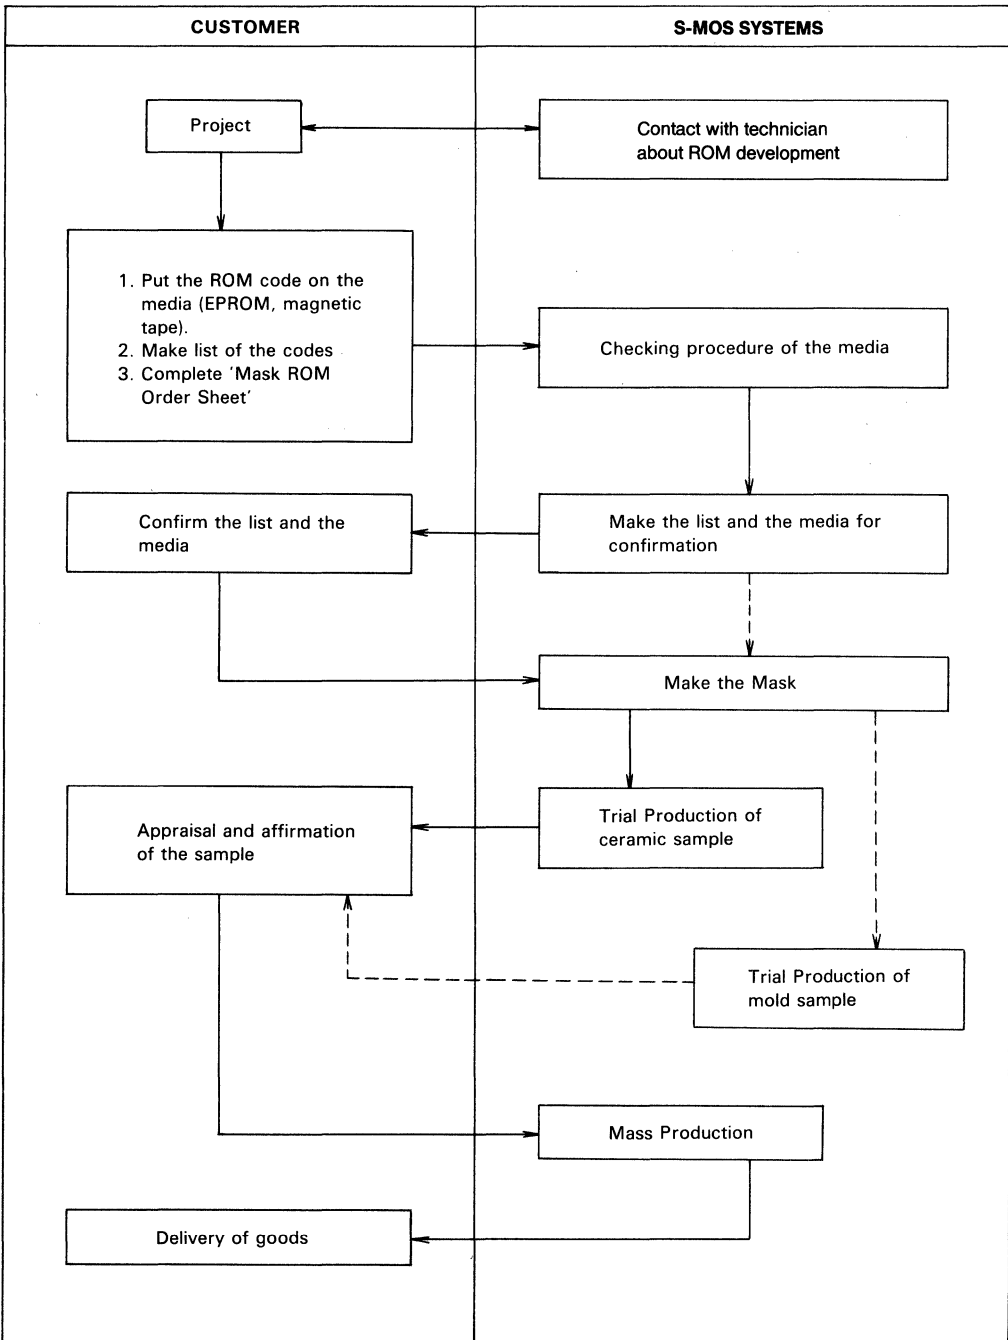 CUSTOMER
S-MOS SYSTEMS
Project
Contact with technician
about ROM development
1. Put the ROM code on the
media (EPROM, magnetic
tape).
2. Make list of the codes
3. Complete ‘Mask ROM
Order Sheet’
Checking procedure of the media
Confirm the list and the
media
Make the list and the media for
confirmation
Make the Mask
Appraisal and affirmation
of the sample
Trial Production of
ceramic sample
Trial Production of
mold sample
Mass Production
Delivery of goods